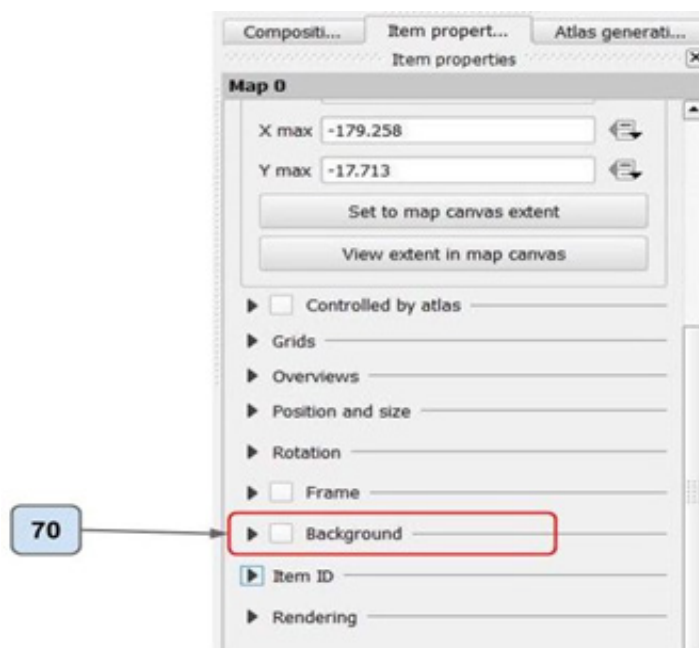 Compositi... Item propert... Atlas generati...
Item properties
Map 0
X max -179.258
Y max -17.713
Set to map canvas extent
View extent in map canvas
Controlled by atlas
Grids
Overviews
Position and size
Rotation
Frame
70 Background
Item ID
Rendering